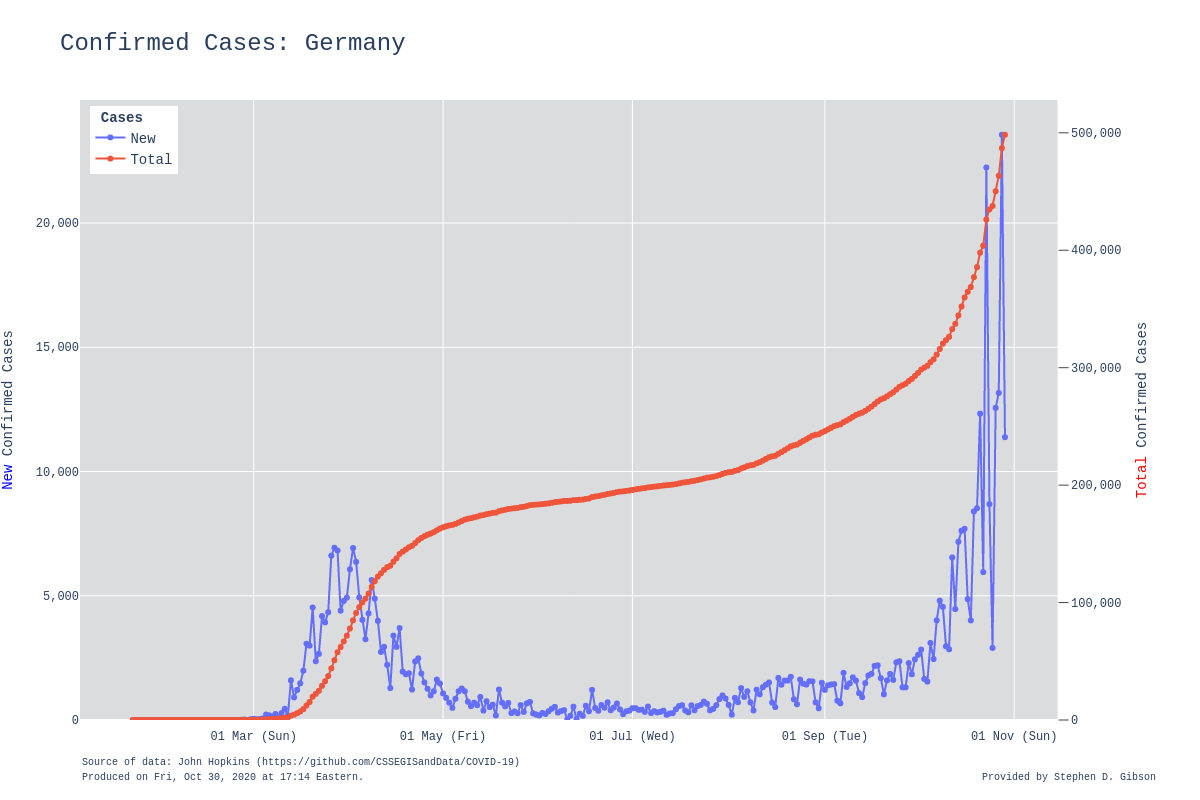 Confirmed Cases: Germany
Cases
New
Total
20,000
15,000
10,000
5,000
0
500,000
400,000
300,000
200,000
100,000
0
New Confirmed Cases
Total Confirmed Cases
01 Mar (Sun)
01 May (Fri)
01 Jul (Wed)
01 Sep (Tue)
01 Nov (Sun)
Source of data: John Hopkins (https://github.com/CSSEGISandData/COVID-19)
Produced on Fri, Oct 30, 2020 at 17:14 Eastern.
Provided by Stephen D. Gibson